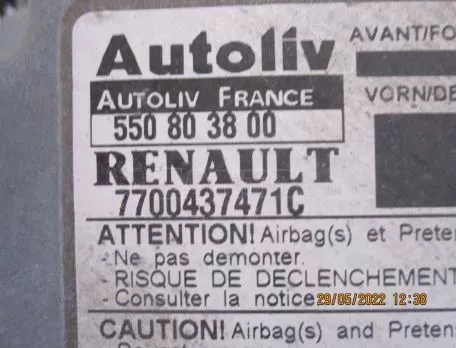 Autoliv
AVANT/FO
AUTOLIV FRANCE
VORN/DE
550 80 38 00
RENAULT
7700437471C
ATTENTION! Airbag(s) et Preten
- Ne pas demonter.
- RISQUE DE DECLENCHEMENT
- Consulter la notice
29/05/2022 12:38
CAUTION! Airbag(s) and Pretens